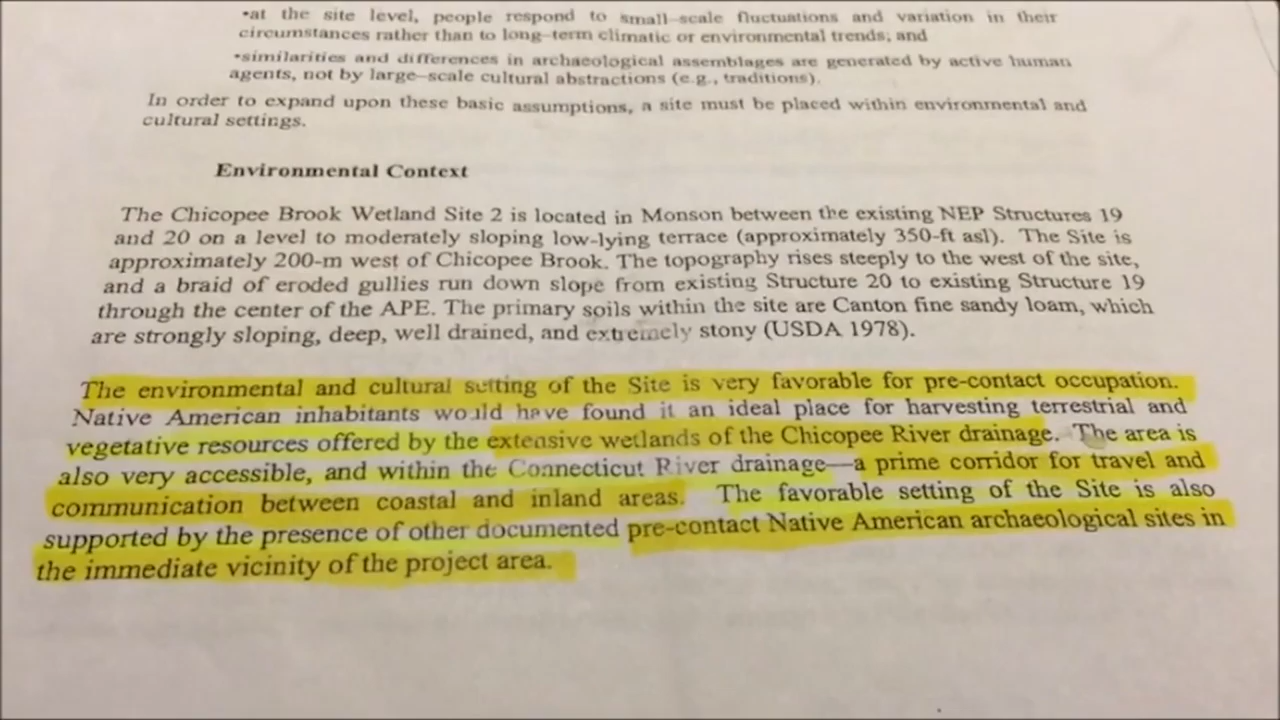 •at the site level, people respond to small-scale fluctuations and variation in their
circumstances rather than to long-term climatic or environmental trends; and
•similarities and differences in archaeological assemblages are generated by active human
agents, not by large-scale cultural abstractions (e.g., traditions).
In order to expand upon these basic assumptions, a site must be placed within environmental and
cultural settings.
Environmental Context
The Chicopee Brook Wetland Site 2 is located in Monson between the existing NEP Structures 19
and 20 on a level to moderately sloping low-lying terrace (approximately 350-ft asl). The Site is
approximately 200-m west of Chicopee Brook. The topography rises steeply to the west of the site,
and a braid of eroded gullies run down slope from existing Structure 20 to existing Structure 19
through the center of the APE. The primary soils within the site are Canton fine sandy loam, which
are strongly sloping, deep, well drained, and extremely stony (USDA 1978).
The environmental and cultural setting of the Site is very favorable for pre-contact occupation.
Native American inhabitants would have found it an ideal place for harvesting terrestrial and
vegetative resources offered by the extensive wetlands of the Chicopee River drainage. The area is
also very accessible, and within the Connecticut River drainage—a prime corridor for travel and
communication between coastal and inland areas. The favorable setting of the Site is also
supported by the presence of other documented pre-contact Native American archaeological sites in
the immediate vicinity of the project area.